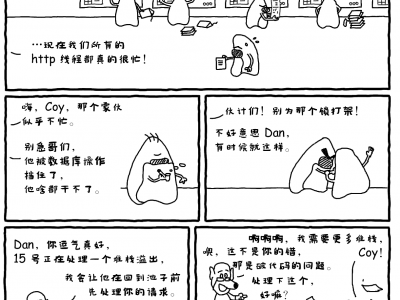 …现在我们所有的
http 线程都真的很忙！
嗨，Coy，那个家伙
似乎不忙。
别急哥们，
他被数据库操作
挡住了，
他啥都干不了。
伙计们！别为那个锁打架！
不好意思 Dan，
有时候就这样。
Dan，你运气真好，
15 号正在处理一个堆栈溢出，
我会让他在回到池子前
先处理你的请求。
啊啊啊，我需要更多堆栈，
呗，这不是你的错， Coy！
那是破代码的问题。
处理下这个，
好嘛？